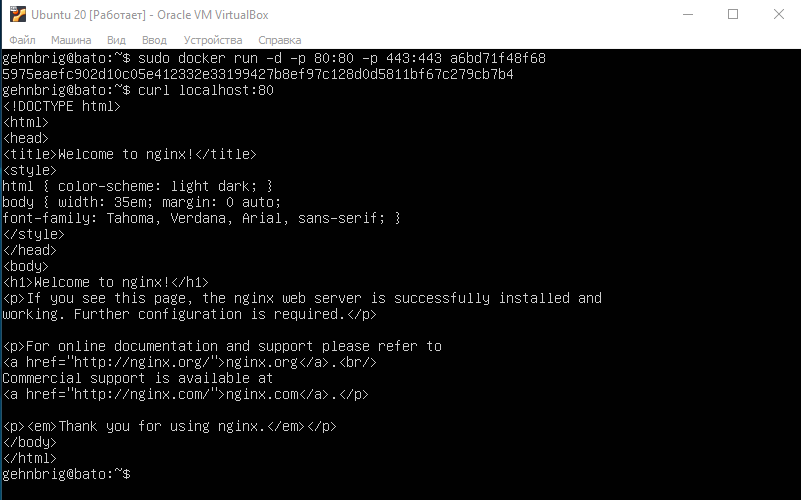 Ubuntu 20 [Работает] - Oracle VM VirtualBox
Файл Машина Вид Ввод Устройства Справка
gehnbrig@bato:~$ sudo docker run -d -p 80:80 -p 443:443 a6bd71f48f68
5975eaefc902d10c05e412332e33199427b8ef97c128d0d5811bf67c279cb7b4
gehnbrig@bato:~$ curl localhost:80
<!DOCTYPE html>
<html>
<head>
<title>Welcome to nginx!</title>
<style>
html { color-scheme: light dark; }
body { width: 35em; margin: 0 auto;
font-family: Tahoma, Verdana, Arial, sans-serif; }
</style>
</head>
<body>
<h1>Welcome to nginx!</h1>
<p>If you see this page, the nginx web server is successfully installed and
working. Further configuration is required.</p>
<p>For online documentation and support please refer to
<a href="http://nginx.org/">nginx.org</a>.<br/>
Commercial support is available at
<a href="http://nginx.com/">nginx.com</a>.</p>
<p><em>Thank you for using nginx.</em></p>
</body>
</html>
gehnbrig@bato:~$